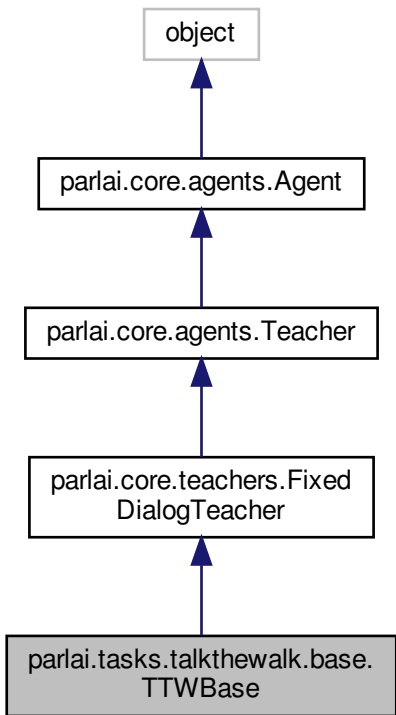 object
parlai.core.agents.Agent
parlai.core.agents.Teacher
parlai.core.teachers.Fixed
DialogTeacher
parlai.tasks.talkthewalk.base.
TTWBase